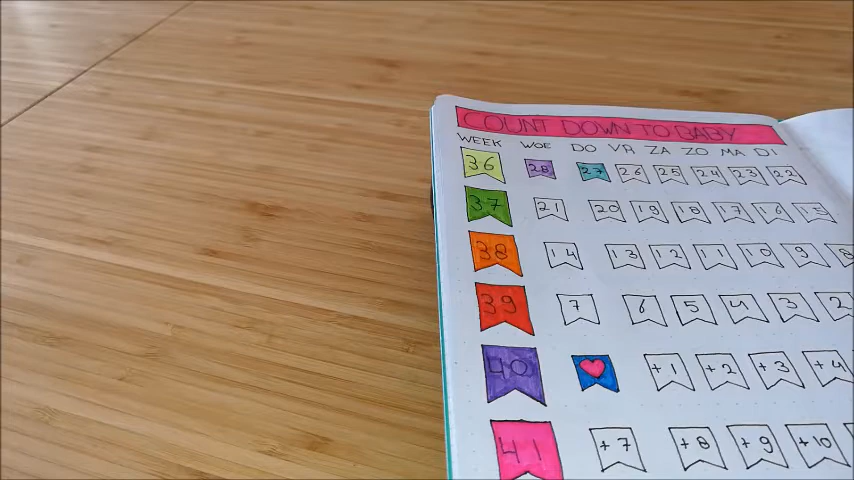 COUNT DOWN TO BABY
WEEK WOE DO VR ZA ZO MA DI
36 28 27 26 25 24 23 22
37 21 20 19 18 17 16 15
38 14 13 12 11 10 9 8
39 7 6 5 4 3 2
40 +1 +2 +3 +4
41 +7 +8 +9 +10